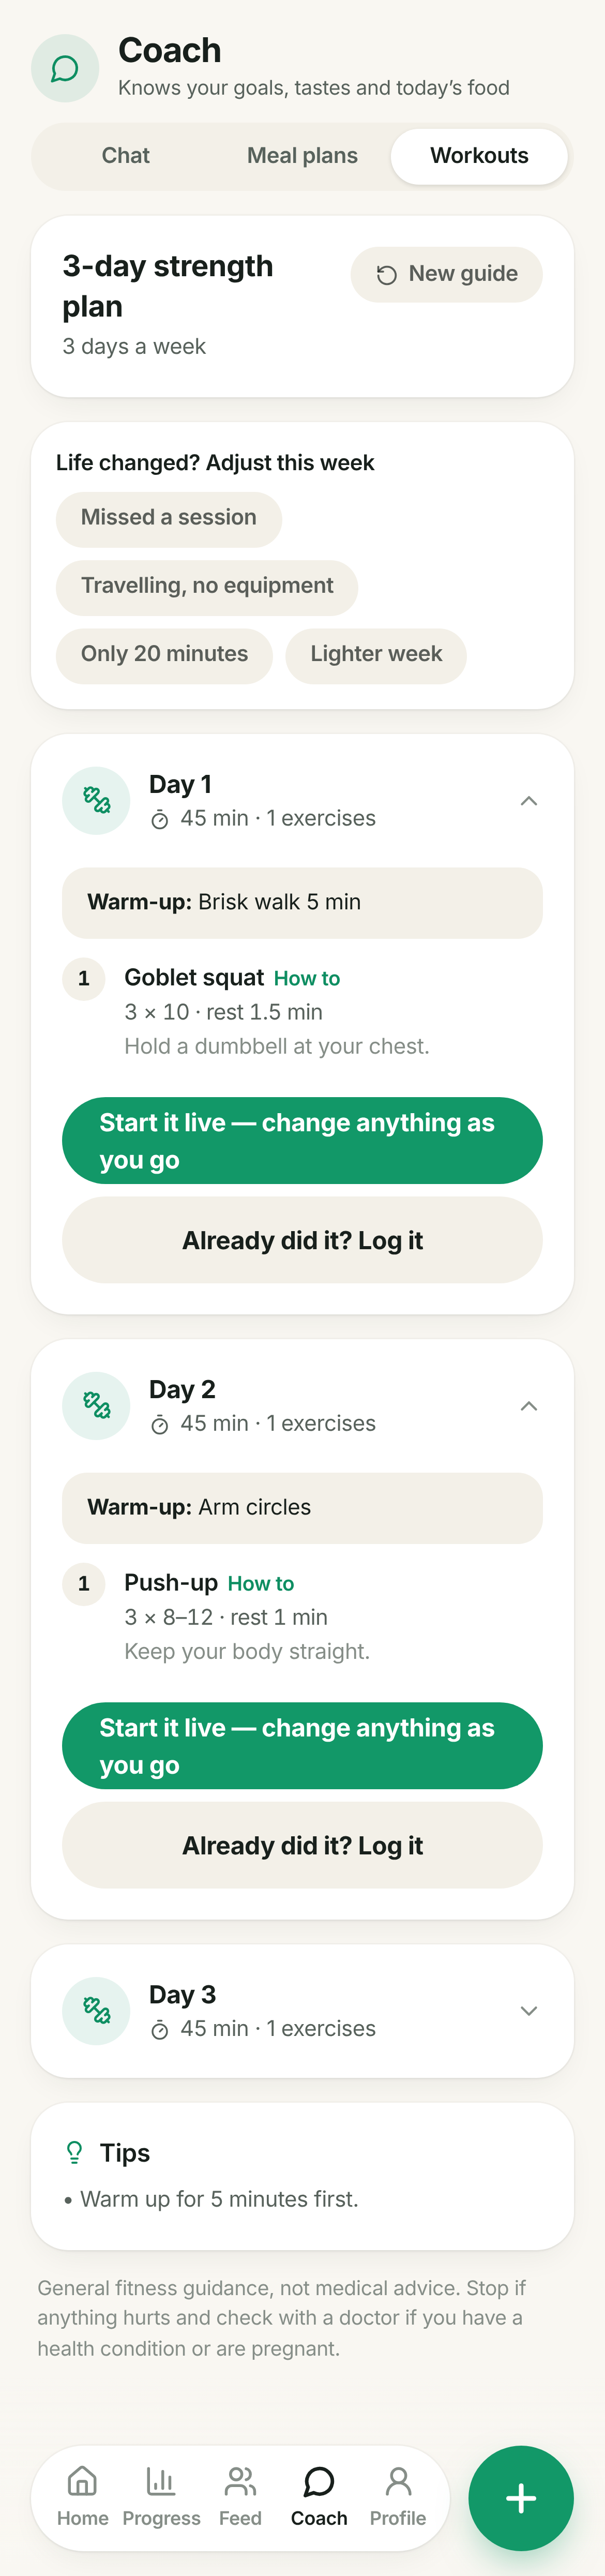 Coach
Knows your goals, tastes and today’s food
Chat
Meal plans
Workouts
3-day strength
plan
3 days a week
New guide
Life changed? Adjust this week
Missed a session
Travelling, no equipment
Only 20 minutes
Lighter week
Day 1
45 min · 1 exercises
Warm-up: Brisk walk 5 min
1
Goblet squat How to
3 × 10 · rest 1.5 min
Hold a dumbbell at your chest.
Start it live — change anything as
you go
Already did it? Log it
Day 2
45 min · 1 exercises
Warm-up: Arm circles
1
Push-up How to
3 × 8–12 · rest 1 min
Keep your body straight.
Start it live — change anything as
you go
Already did it? Log it
Day 3
45 min · 1 exercises
Tips
• Warm up for 5 minutes first.
General fitness guidance, not medical advice. Stop if
anything hurts and check with a doctor if you have a
health condition or are pregnant.
Home
Progress
Feed
Coach
Profile